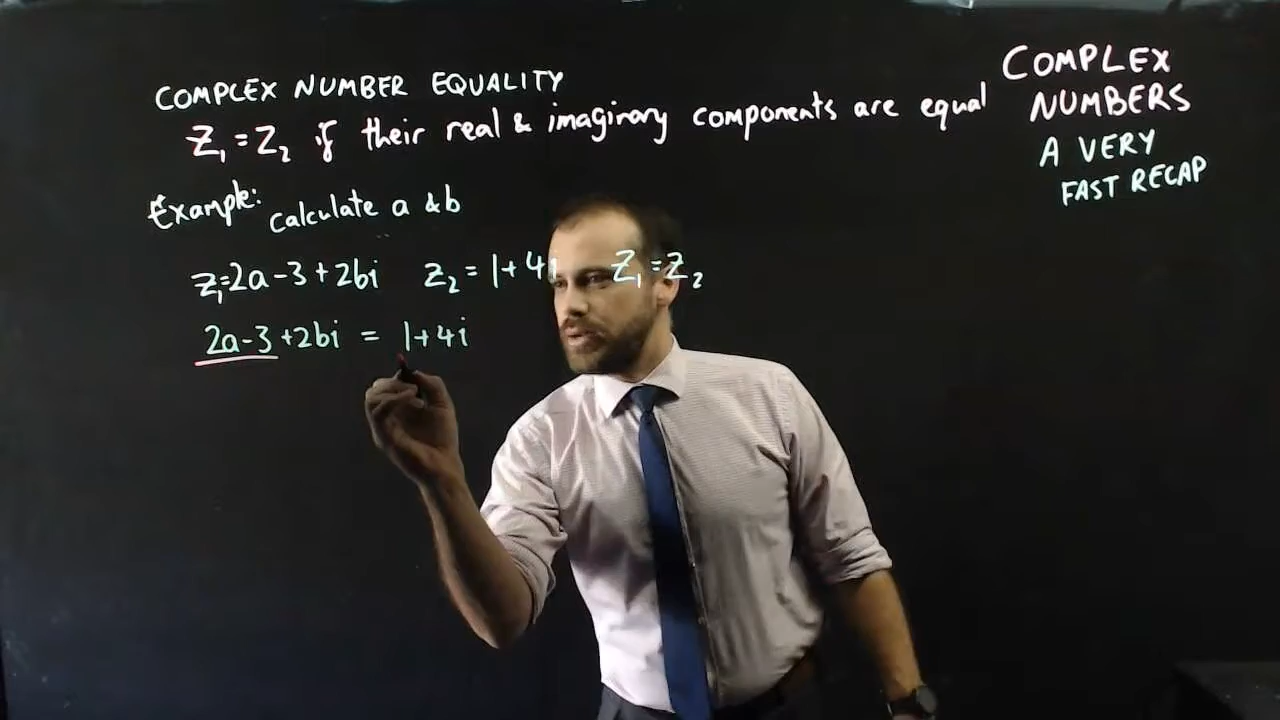 COMPLEX NUMBER EQUALITY
Z₁ = Z₂ if their real & imaginary components are equal
Example: calculate a & b
Z₁=2a-3+2bi Z₂ = 1+4i Z₁=Z₂
2a-3+2bi = 1+4i
COMPLEX
NUMBERS
A VERY
FAST RECAP